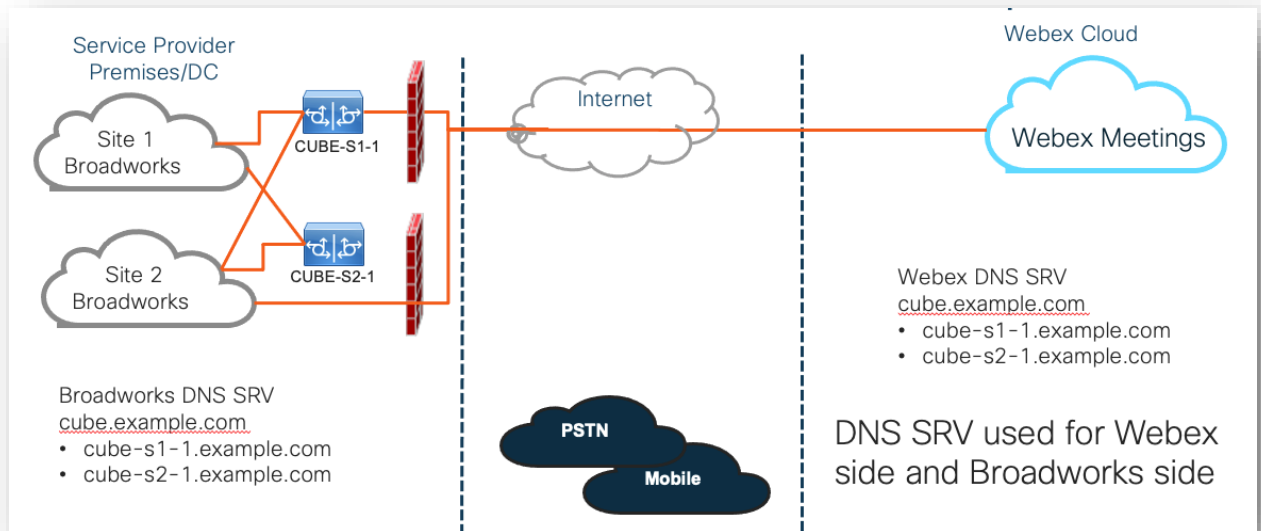 Service Provider
Premises/DC
Site 1
Broadworks
CUBE-S1-1
Site 2
Broadworks
CUBE-S2-1
Broadworks DNS SRV
cube.example.com
• cube-s1-1.example.com
• cube-s2-1.example.com
Internet
PSTN
Mobile
Webex Cloud
Webex Meetings
Webex DNS SRV
cube.example.com
• cube-s1-1.example.com
• cube-s2-1.example.com
DNS SRV used for Webex
side and Broadworks side